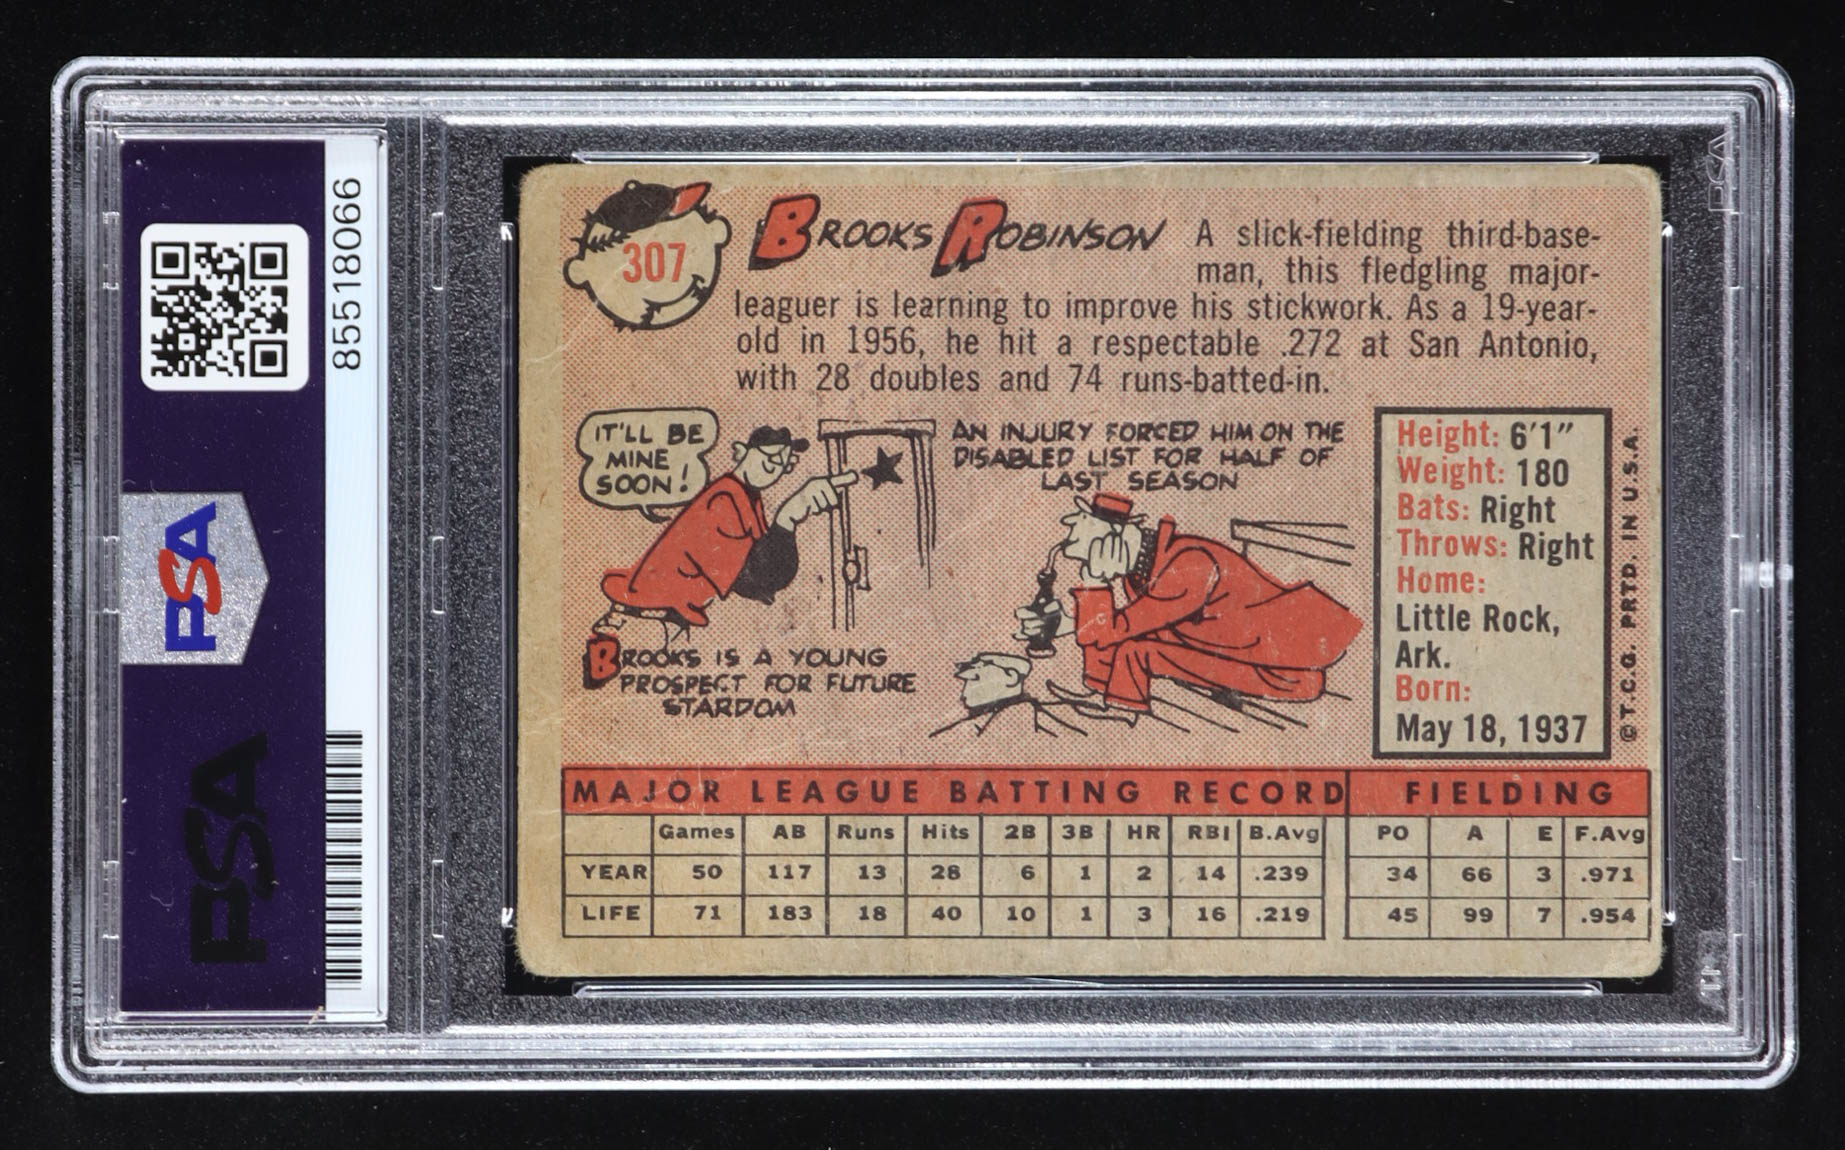 85518066
PSA
PSA
307
BROOKS ROBINSON
A slick-fielding third-base-
man, this fledgling major-
leaguer is learning to improve his stickwork. As a 19-year-
old in 1956, he hit a respectable .272 at San Antonio,
with 28 doubles and 74 runs-batted-in.
IT'LL BE
MINE
SOON!
BROOKS IS A YOUNG
PROSPECT FOR FUTURE
STARDOM
AN INJURY FORCED HIM ON THE
DISABLED LIST FOR HALF OF
LAST SEASON
Height: 6'1"
Weight: 180
Bats: Right
Throws: Right
Home:
Little Rock,
Ark.
Born:
May 18, 1937
© T.C.G. PRTD. IN U.S.A.
MAJOR LEAGUE BATTING RECORD FIELDING
Games AB Runs Hits 2B 3B HR RBI B.Avg PO A E F.Avg
YEAR 50 117 13 28 6 1 2 14 .239 34 66 3 .971
LIFE 71 183 18 40 10 1 3 16 .219 45 99 7 .954
PSA